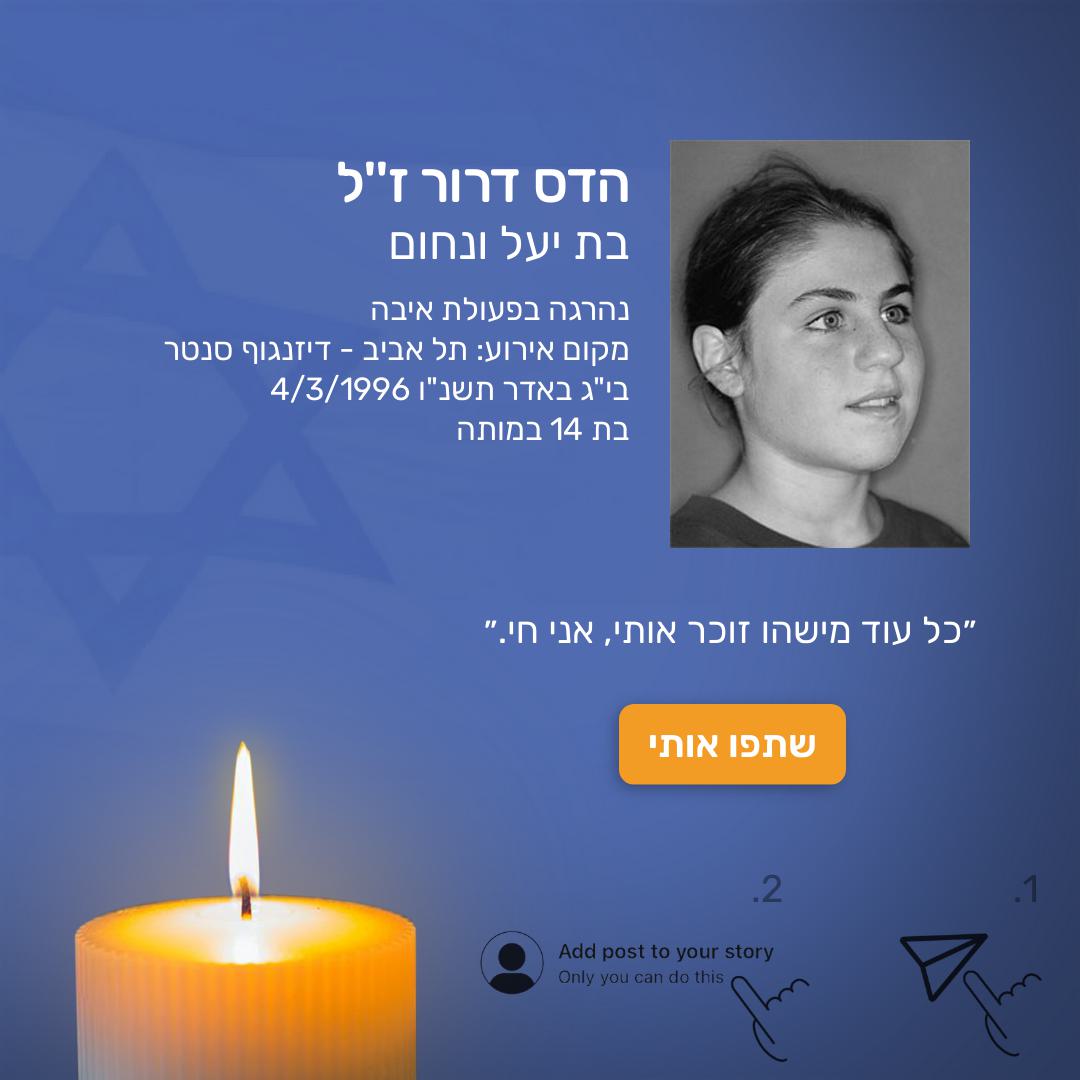 הדס דרור ז"ל
בת יעל ונחום
נהרגה בפעולת איבה
מקום אירוע: תל אביב - דיזנגוף סנטר
בי"ג באדר תשנ"ו 4/3/1996
בת 14 במותה
״כל עוד מישהו זוכר אותי, אני חי.״
שתפו אותי
1.
2.
Add post to your story
Only you can do this